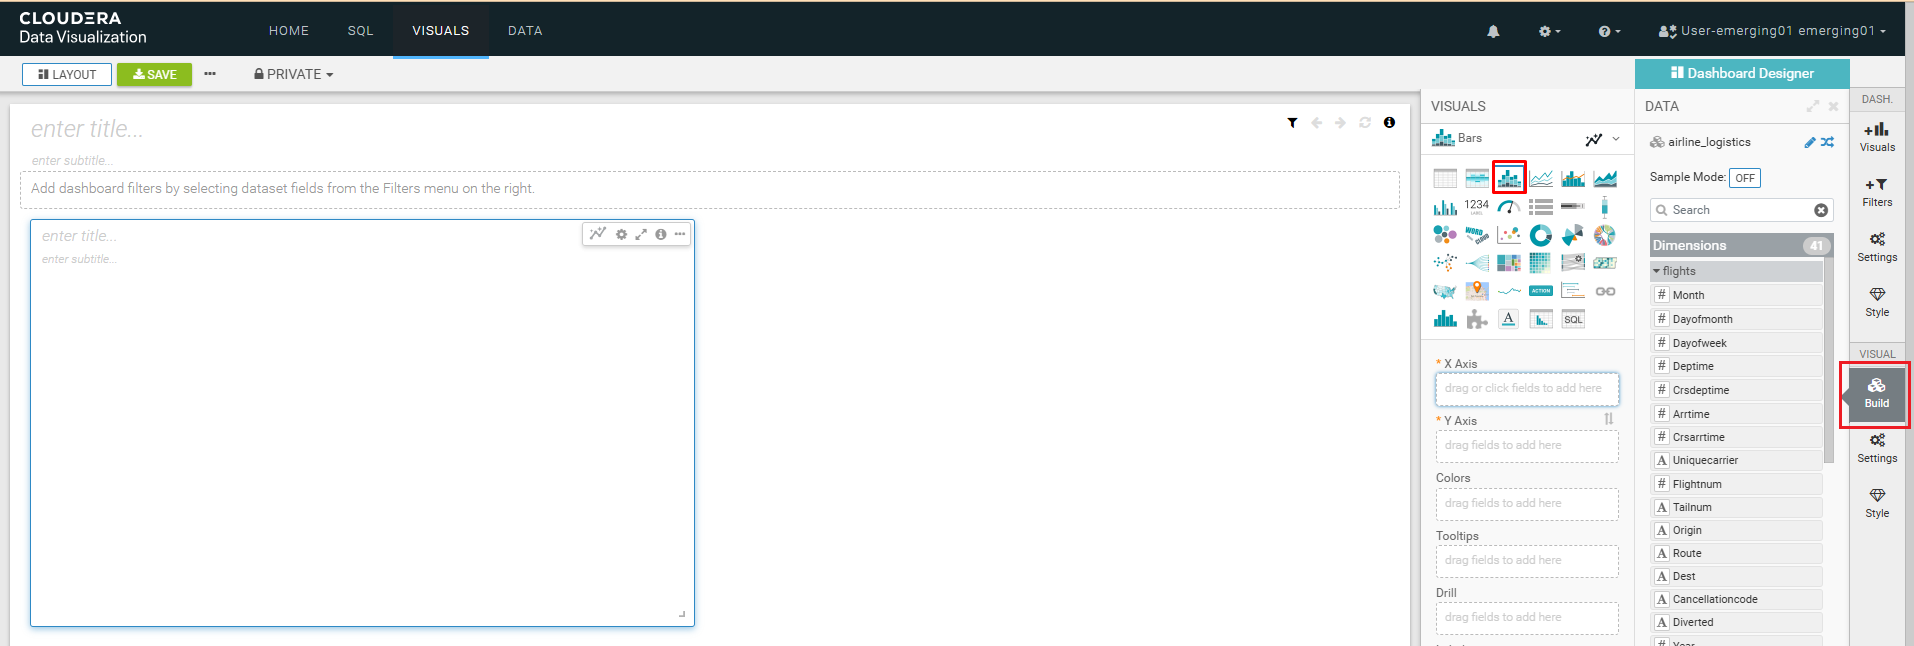 CLOUDERA
Data Visualization
HOME
SQL
VISUALS
DATA
User-emerging01 emerging01
LAYOUT
SAVE
PRIVATE
Dashboard Designer
enter title...
enter subtitle...
Add dashboard filters by selecting dataset fields from the Filters menu on the right.
enter title...
enter subtitle...
VISUALS
Bars
1234
LABEL
WORD
CLOUD
ACTION
A
SQL
* X Axis
drag or click fields to add here
* Y Axis
drag fields to add here
Colors
drag fields to add here
Tooltips
drag fields to add here
Drill
drag fields to add here
DATA
airline_logistics
Sample Mode: OFF
Search
Dimensions 41
flights
# Month
# Dayofmonth
# Dayofweek
# Deptime
# Crsdeptime
# Arrtime
# Crsarrtime
A Uniquecarrier
# Flightnum
A Tailnum
A Origin
A Route
A Dest
A Cancellationcode
A Diverted
# Year
DASH.
Visuals
Filters
Settings
Style
VISUAL
Build
Settings
Style